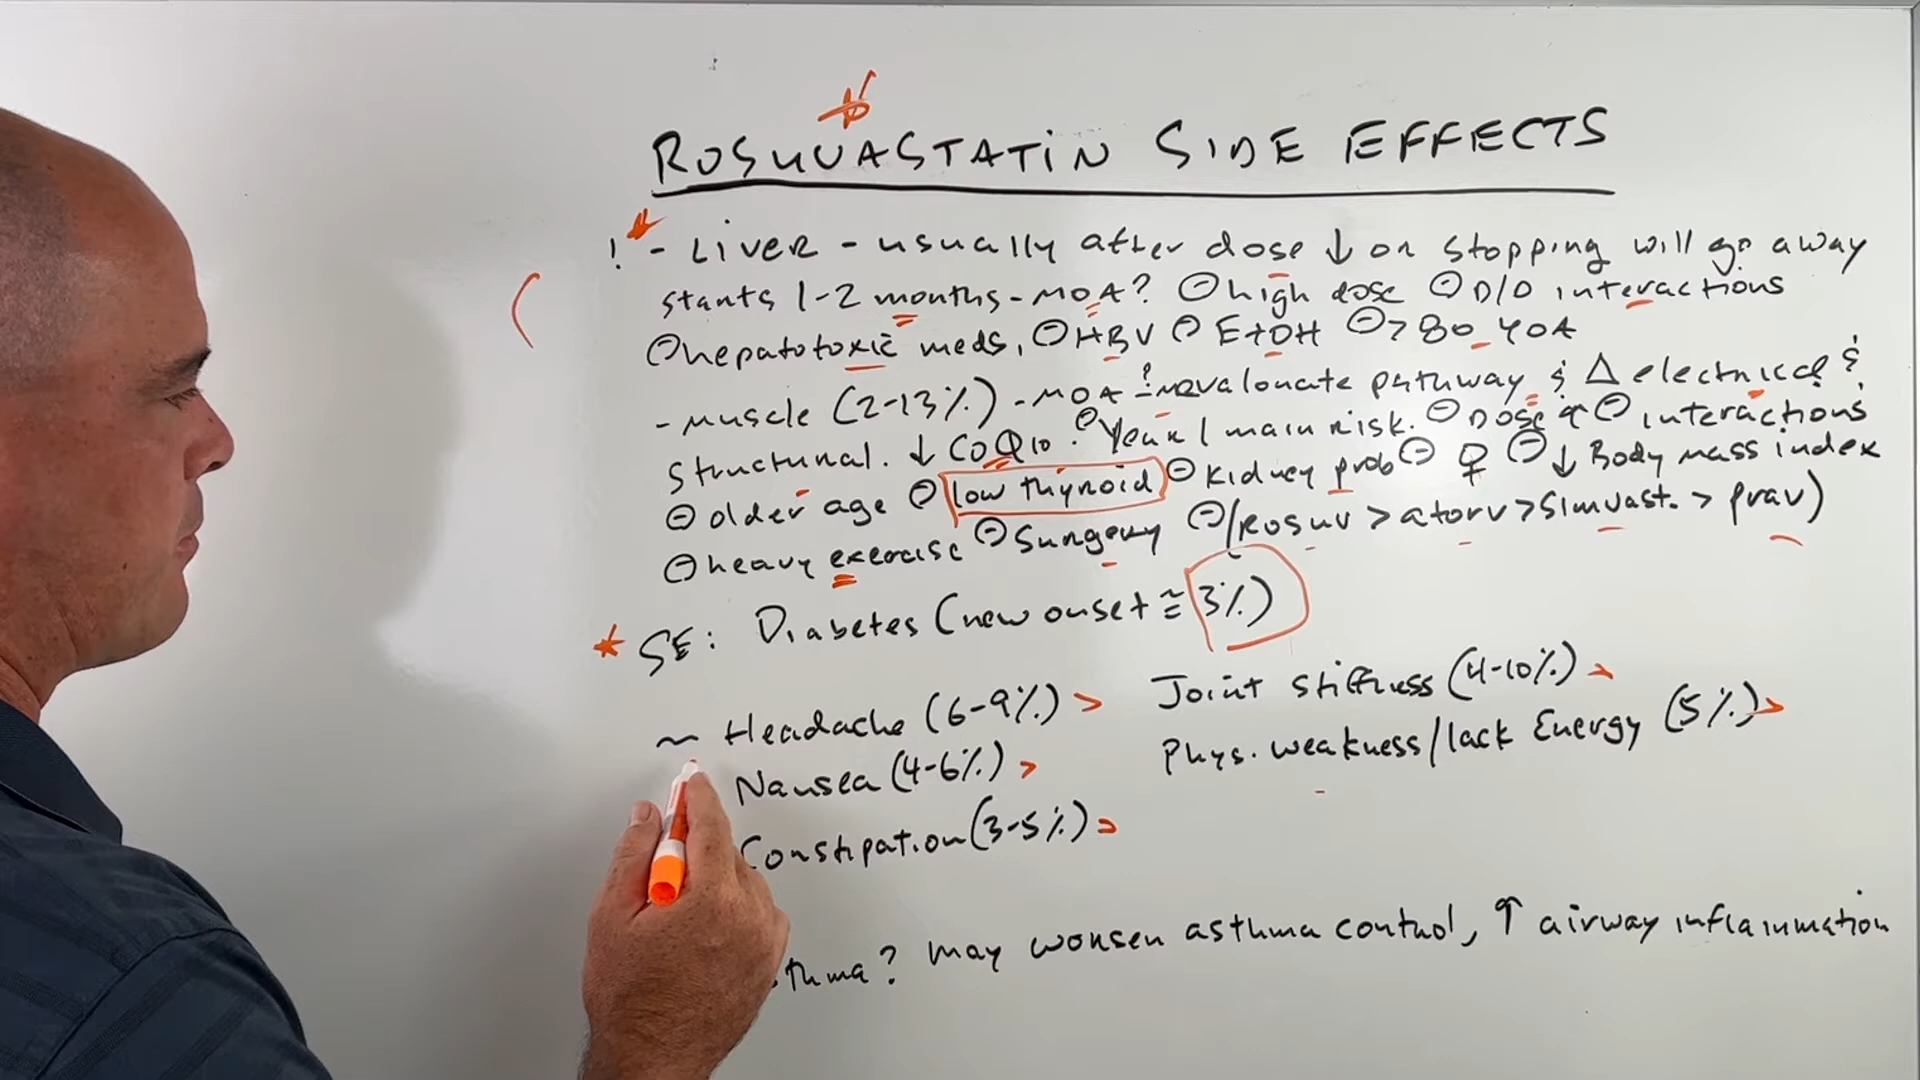 ROSUVASTATIN SIDE EFFECTS
! - LIVER - usually after dose ↓ or stopping will go away
starts 1-2 months - MOA? ⊖ high dose ⊖ D/D interactions
⊖ hepatotoxic meds, ⊖ HBV ⊖ EtOH ⊖ > 80 YOA
- muscle (2-13%) - MOA? - mevalonate pathway & Δ electrical &
structural. ↓ CoQ10? Year 1 main risk. ⊖ Dose ↑ ⊖ interactions
⊖ older age ⊖ low thyroid ⊖ kidney prob ⊖ ♀ ⊖ ↓ Body mass index
⊖ heavy exercise ⊖ Surgery ⊖ (Rosuv > atorv > simvast. > prav)
SE: Diabetes (new onset ≅ 3%)
~ Headache (6-9%) > Joint stiffness (4-10%)
Nausea (4-6%) > Phys. weakness/lack Energy (5%) >
Constipation (3-5%) >
thma? may worsen asthma control, ↑ airway inflammation